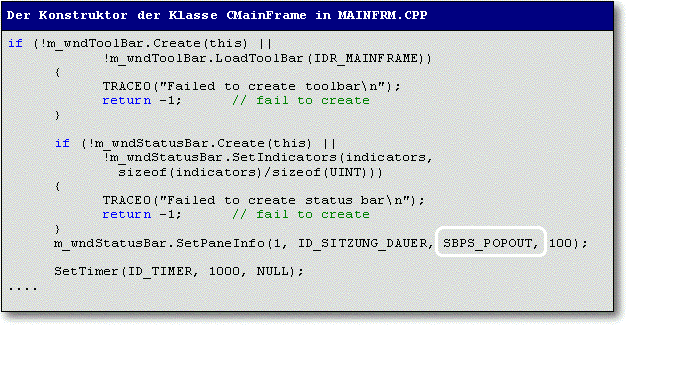 Der Konstruktor der Klasse CMainFrame in MAINFRM.CPP
if (!m_wndToolBar.Create(this) ||
!m_wndToolBar.LoadToolBar(IDR_MAINFRAME))
{
TRACEO("Failed to create toolbar\n");
return -1; // fail to create
}
if (!m_wndStatusBar.Create(this) ||
!m_wndStatusBar.SetIndicators(indicators,
sizeof(indicators)/sizeof(UINT)))
{
TRACEO("Failed to create status bar\n");
return -1; // fail to create
}
m_wndStatusBar.SetPaneInfo(1, ID_SITZUNG_DAUER, SBPS_POPOUT, 100);
SetTimer(ID_TIMER, 1000, NULL);
....